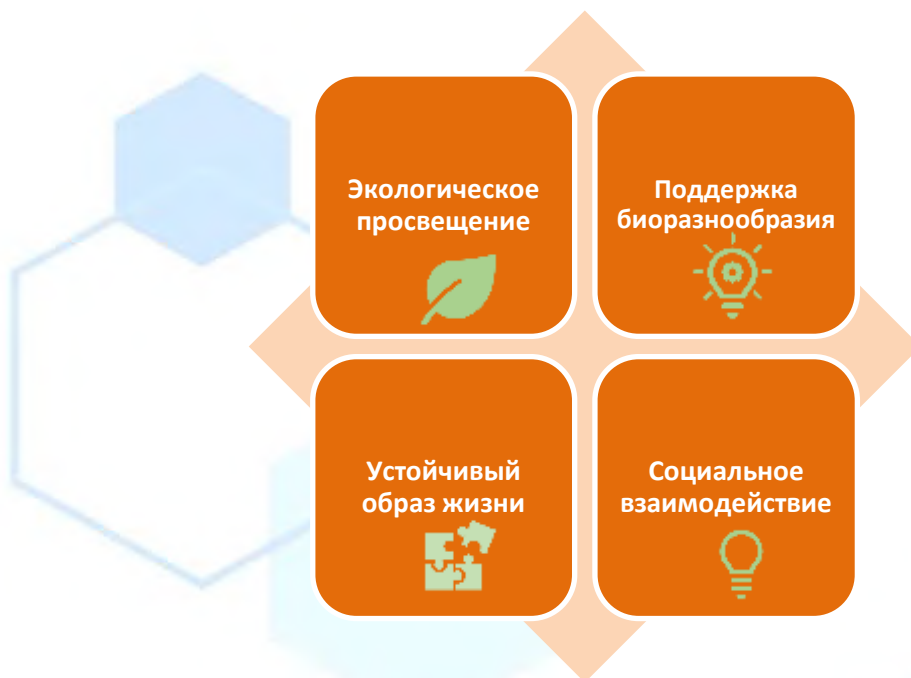 Экологическое
просвещение
Поддержка
биоразнообразия
Устойчивый
образ жизни
Социальное
взаимодействие